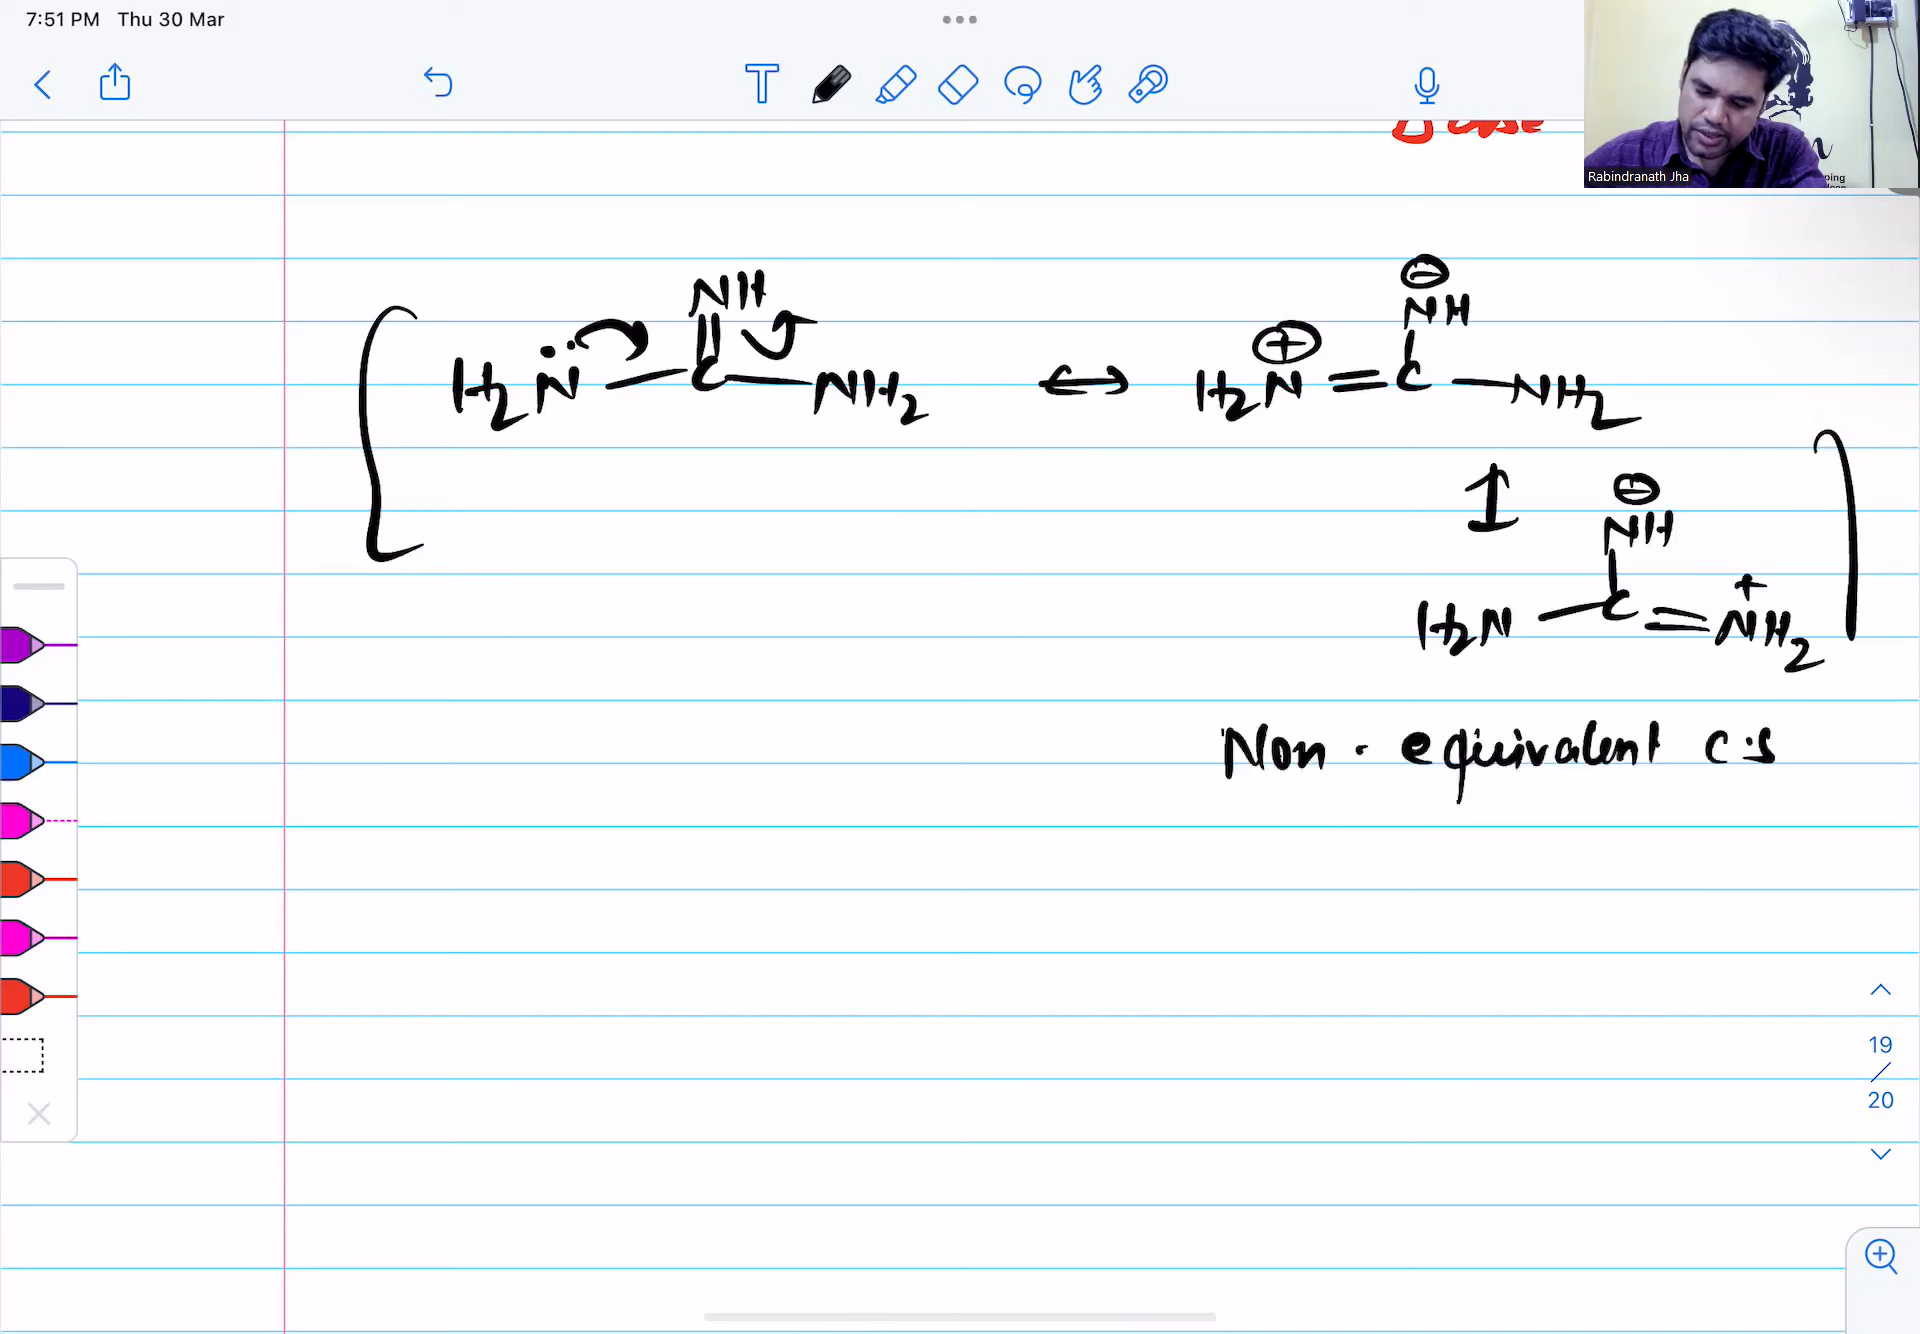 7:51 PM Thu 30 Mar
Rabindranath Jha
NH
H₂N̈ — C — NH₂ ↔ H₂N = C — NH₂
⊕
⊖
NH
↕
⊖
NH
H₂N — C = NH₂
+
Non-equivalent C.S
19
/
20